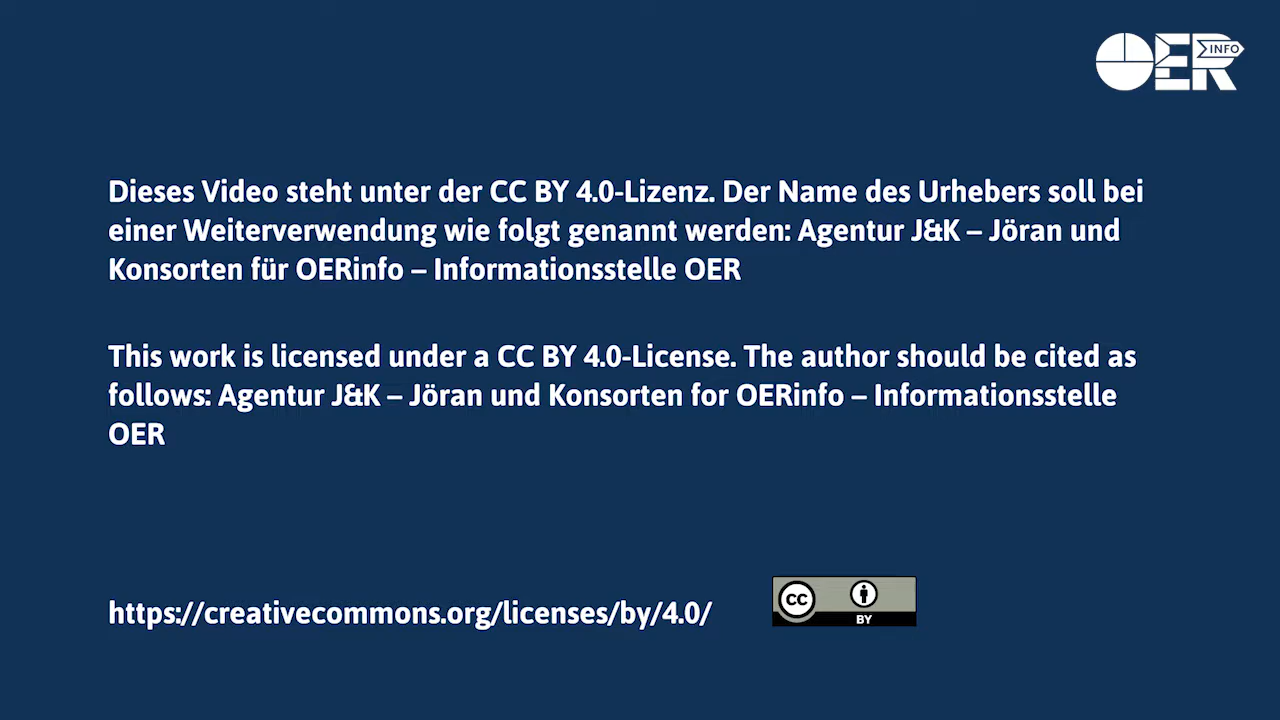 OER INFO
Dieses Video steht unter der CC BY 4.0-Lizenz. Der Name des Urhebers soll bei
einer Weiterverwendung wie folgt genannt werden: Agentur J&K – Jöran und
Konsorten für OERinfo – Informationsstelle OER
This work is licensed under a CC BY 4.0-License. The author should be cited as
follows: Agentur J&K – Jöran und Konsorten for OERinfo – Informationsstelle
OER
https://creativecommons.org/licenses/by/4.0/
CC
BY